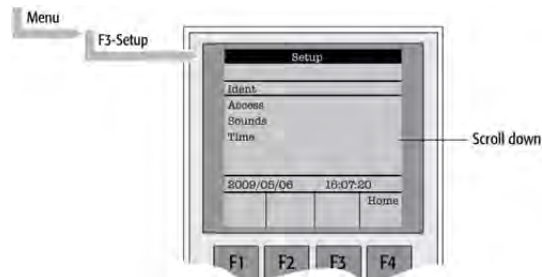 Menu
F3-Setup
Setup
Ident
Access
Sounds
Time
Scroll down
2009/05/06 16:07:20
Home
F1 F2 F3 F4